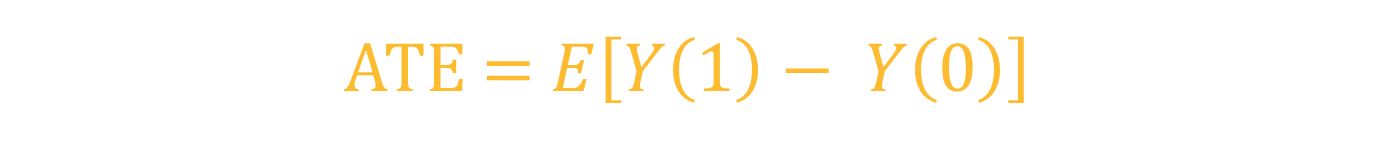 ATE = E[Y(1) − Y(0)]